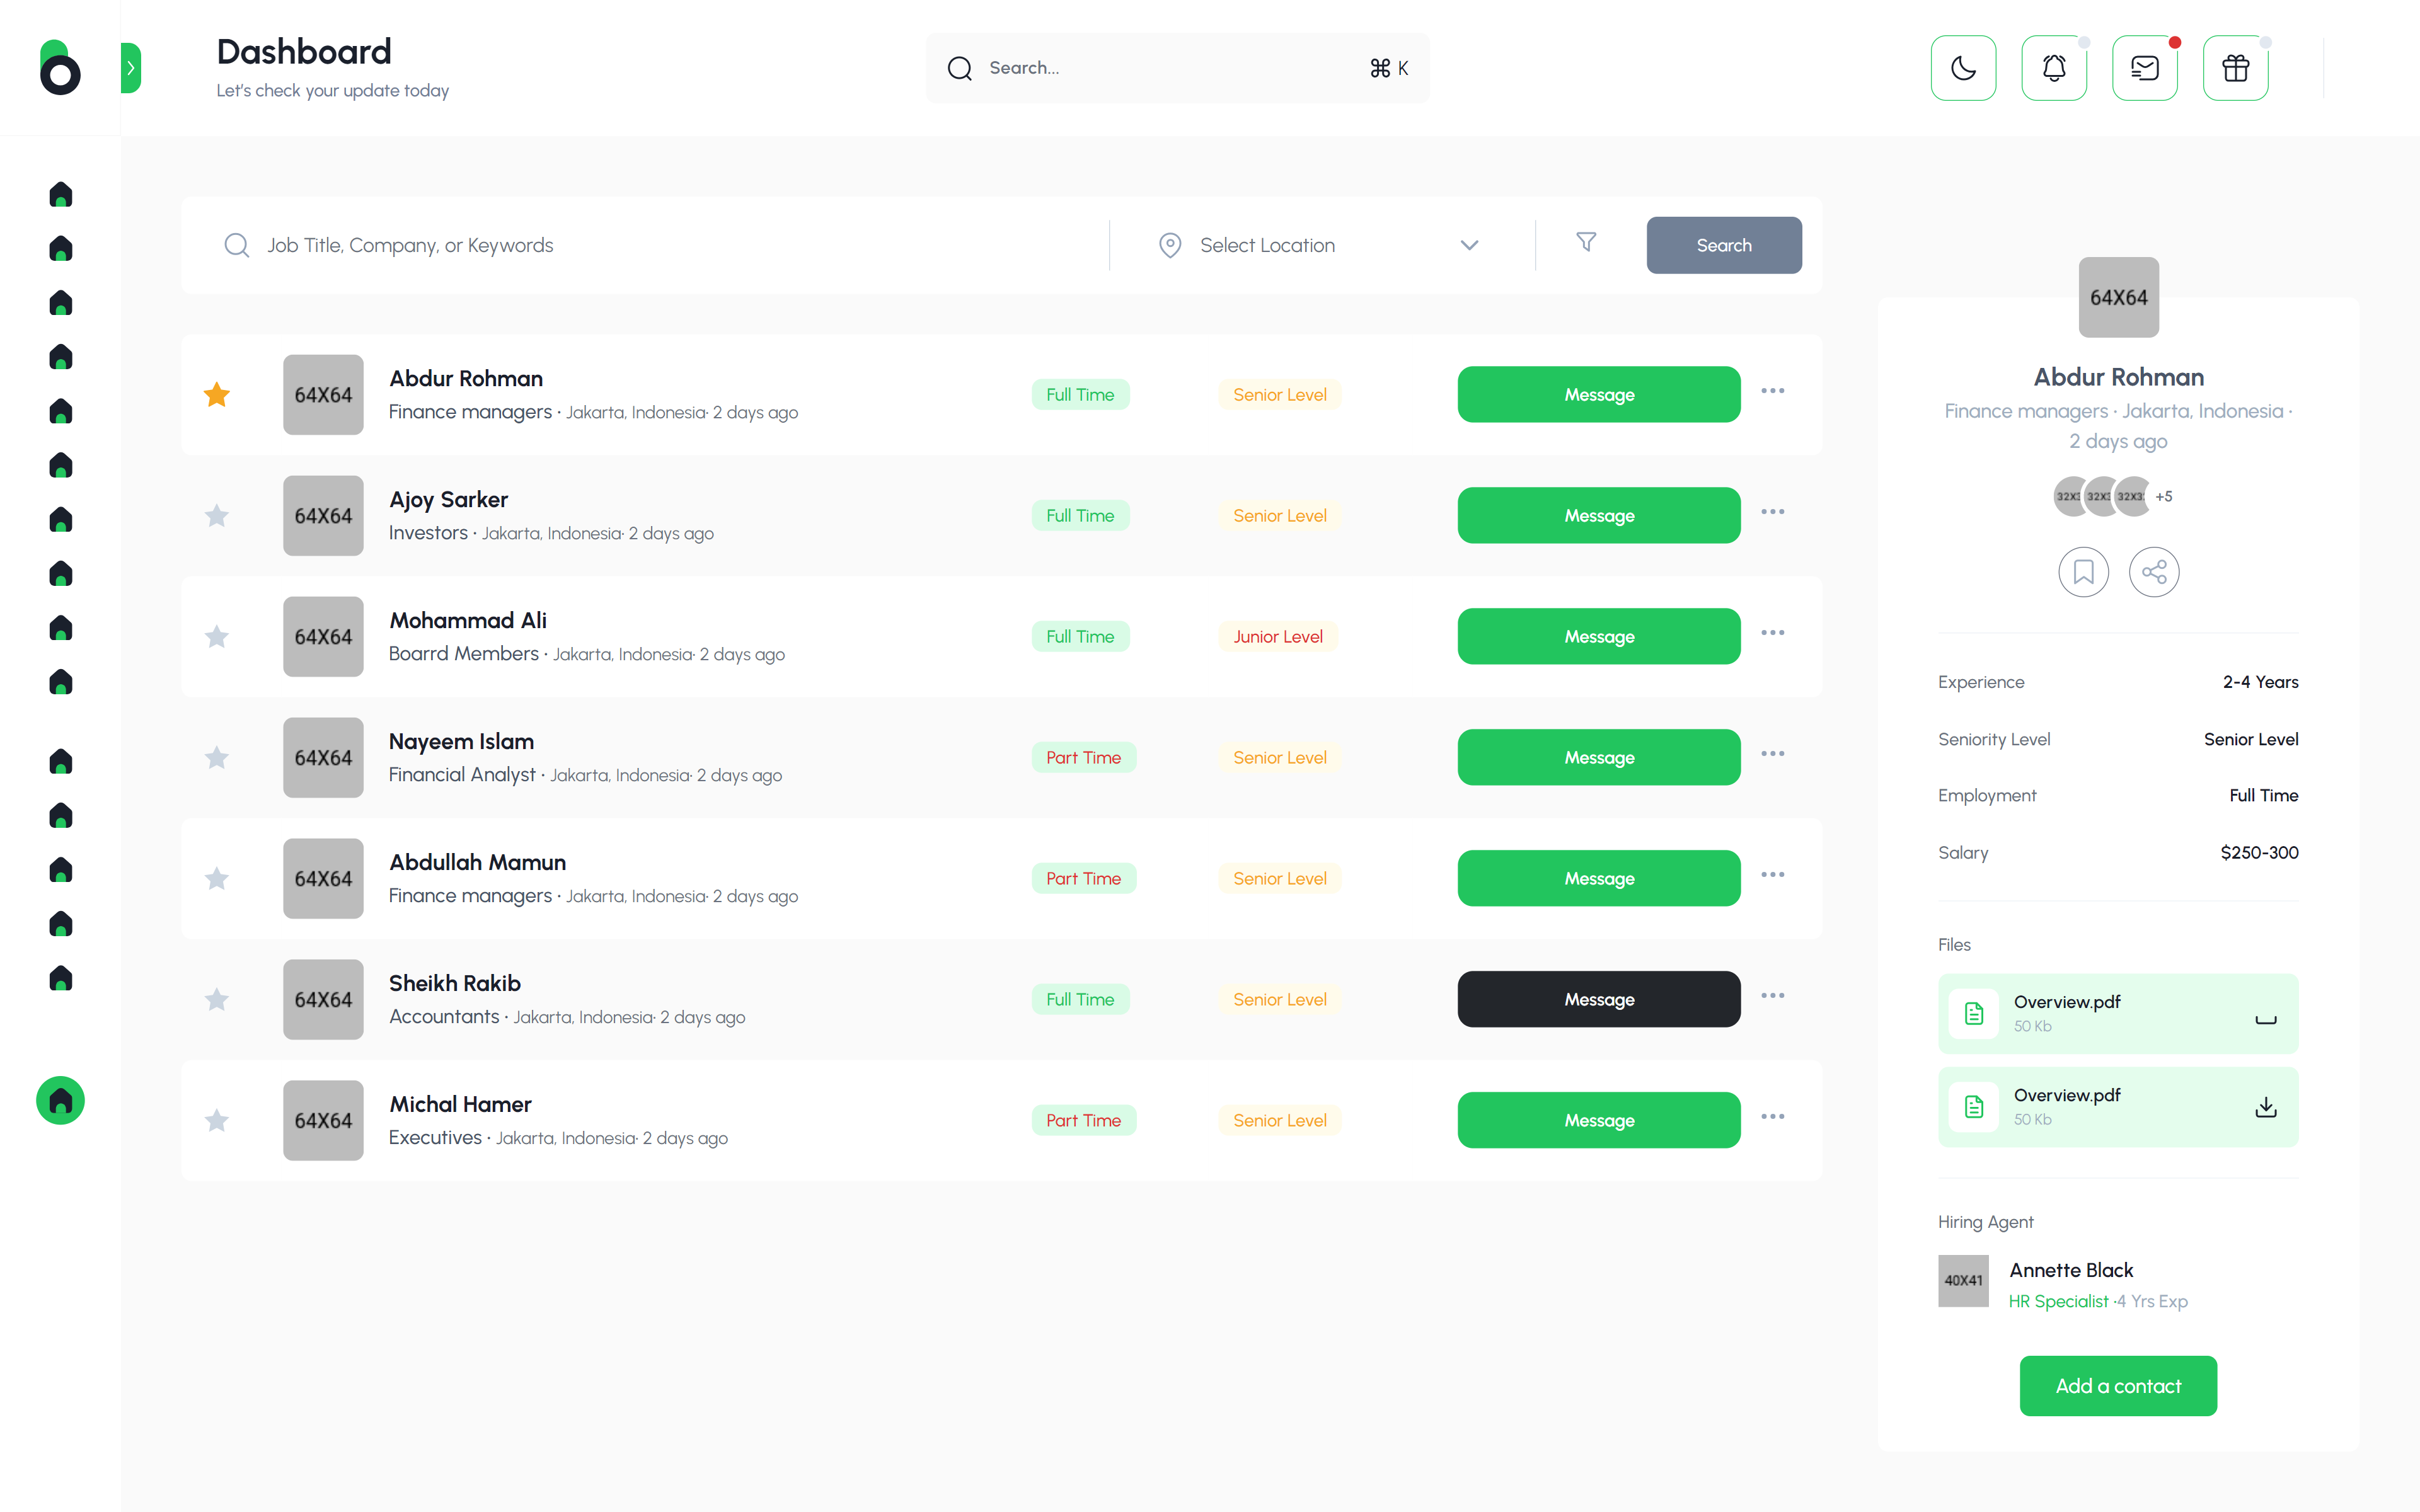 Dashboard
Let's check your update today
Search...
⌘ K
Job Title, Company, or Keywords
Select Location
Search
64X64
Abdur Rohman
Finance managers · Jakarta, Indonesia· 2 days ago
Full Time
Senior Level
Message
64X64
Ajoy Sarker
Investors · Jakarta, Indonesia· 2 days ago
Full Time
Senior Level
Message
64X64
Mohammad Ali
Boarrd Members · Jakarta, Indonesia· 2 days ago
Full Time
Junior Level
Message
64X64
Nayeem Islam
Financial Analyst · Jakarta, Indonesia· 2 days ago
Part Time
Senior Level
Message
64X64
Abdullah Mamun
Finance managers · Jakarta, Indonesia· 2 days ago
Part Time
Senior Level
Message
64X64
Sheikh Rakib
Accountants · Jakarta, Indonesia· 2 days ago
Full Time
Senior Level
Message
64X64
Michal Hamer
Executives · Jakarta, Indonesia· 2 days ago
Part Time
Senior Level
Message
64X64
Abdur Rohman
Finance managers · Jakarta, Indonesia ·
2 days ago
+5
Experience
2-4 Years
Seniority Level
Senior Level
Employment
Full Time
Salary
$250-300
Files
Overview.pdf
50 Kb
Overview.pdf
50 Kb
Hiring Agent
40X41
Annette Black
HR Specialist ·4 Yrs Exp
Add a contact